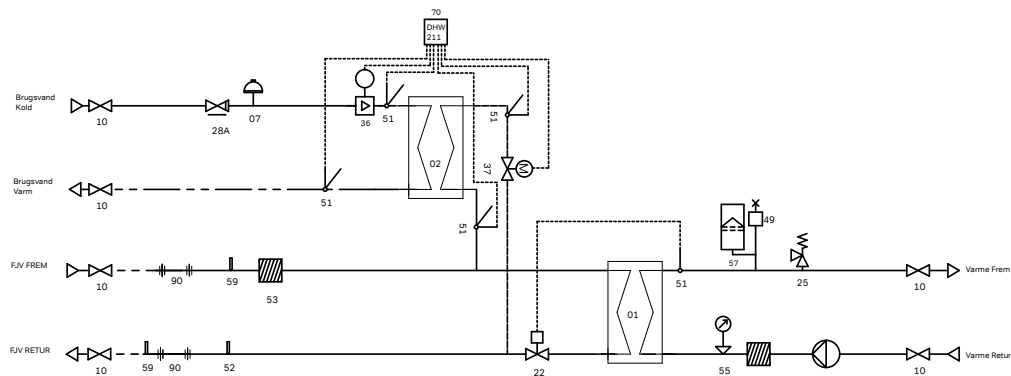 70
DHW
211
Brugsvand
Kold
10
28A
07
36
51
51
02
37
M
Brugsvand
Varm
10
51
51
FJV FREM
10
90
59
53
51
57
49
25
10
Varme Frem
01
FJV RETUR
10
59
90
52
22
55
10
Varme Retur